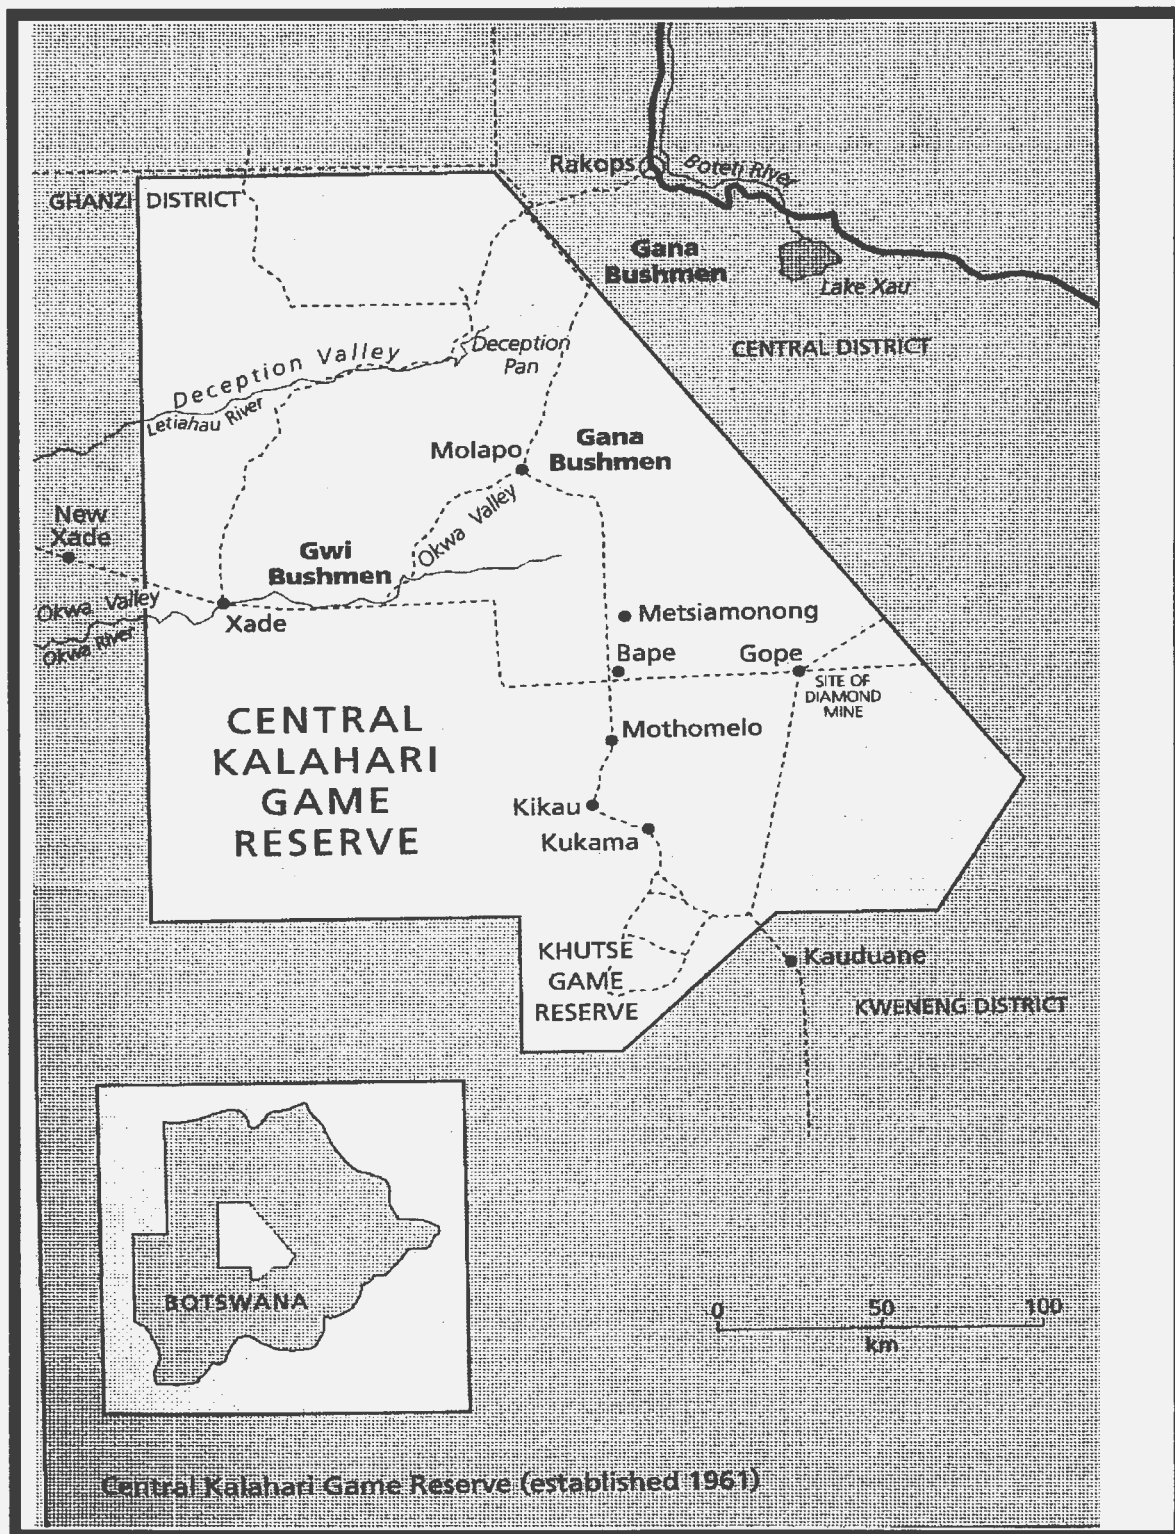 Rakops
Boteti River
GHANZI DISTRICT
Gana
Bushmen
Lake Xau
CENTRAL DISTRICT
Deception Valley
Deception
Pan
Letiahau River
Molapo
Gana
Bushmen
New
Xade
Okwa Valley
Gwi
Bushmen
Okwa Valley
Okwa River
Xade
Metsiamonong
Bape
Gope
SITE OF
DIAMOND
MINE
CENTRAL
KALAHARI
GAME
RESERVE
Mothomelo
Kikau
Kukama
KHUTSE
GAME
RESERVE
Kauduane
KWENENG DISTRICT
BOTSWANA
0 50 100
km
Central Kalahari Game Reserve (established 1961)